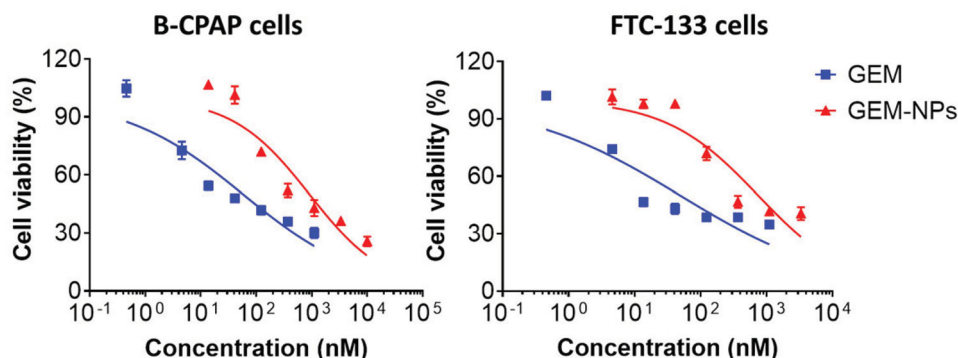 B-CPAP cells
FTC-133 cells
GEM
GEM-NPs
Cell viability (%)
120
90
60
30
0
10-1 100 101 102 103 104 105
Concentration (nM)
Cell viability (%)
120
90
60
30
0
10-1 100 101 102 103 104
Concentration (nM)